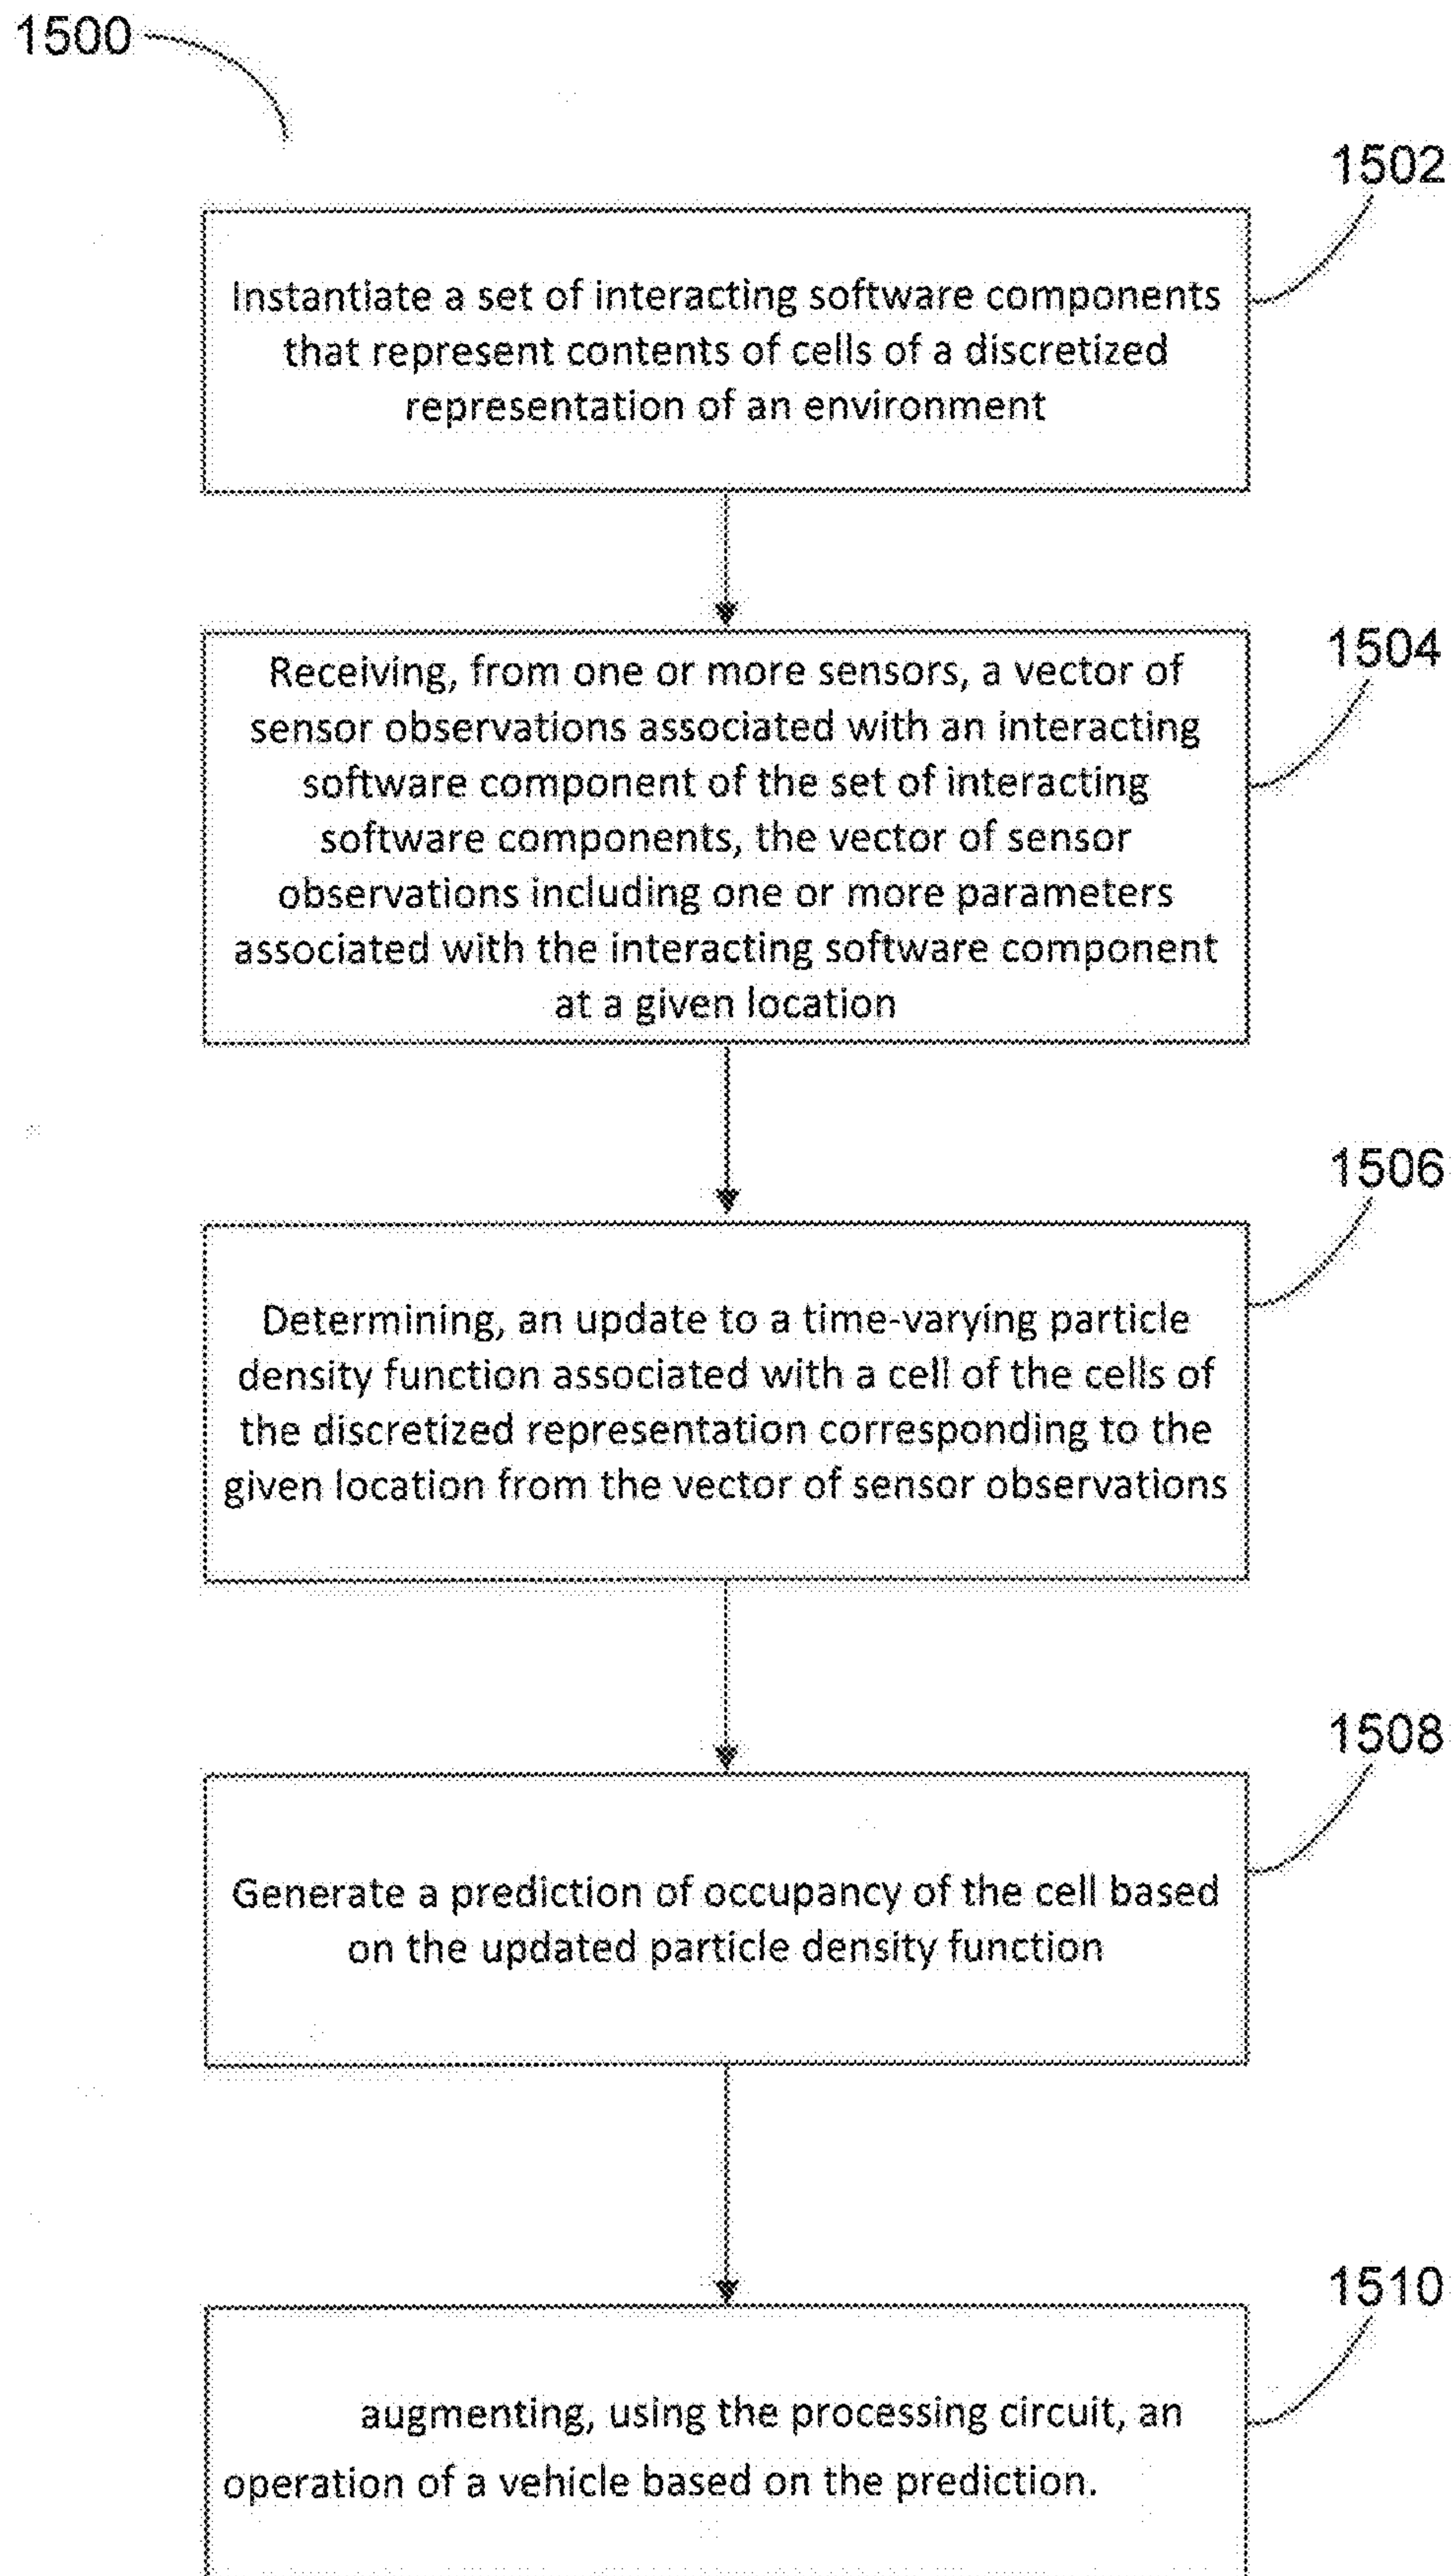 1500
1502
Instantiate a set of interacting software components
that represent contents of cells of a discretized
representation of an environment
1504
Receiving, from one or more sensors, a vector of
sensor observations associated with an interacting
software component of the set of interacting
software components, the vector of sensor
observations including one or more parameters
associated with the interacting software component
at a given location
1506
Determining, an update to a time-varying particle
density function associated with a cell of the cells of
the discretized representation corresponding to the
given location from the vector of sensor observations
1508
Generate a prediction of occupancy of the cell based
on the updated particle density function
1510
augmenting, using the processing circuit, an
operation of a vehicle based on the prediction.